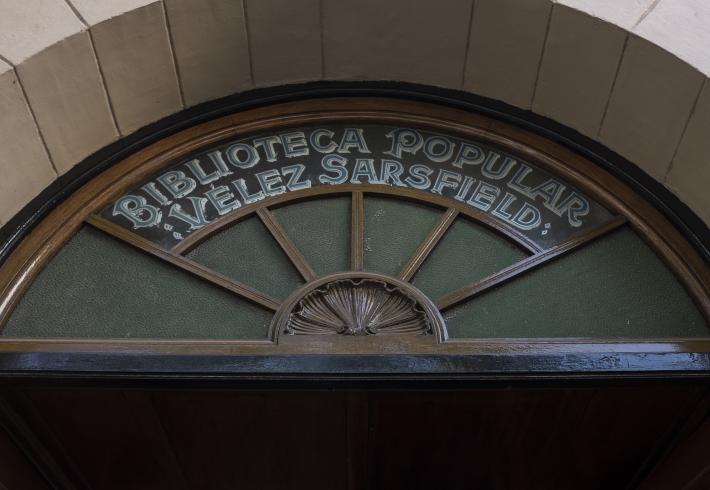 BIBLIOTECA POPULAR
"VELEZ SARSFIELD"